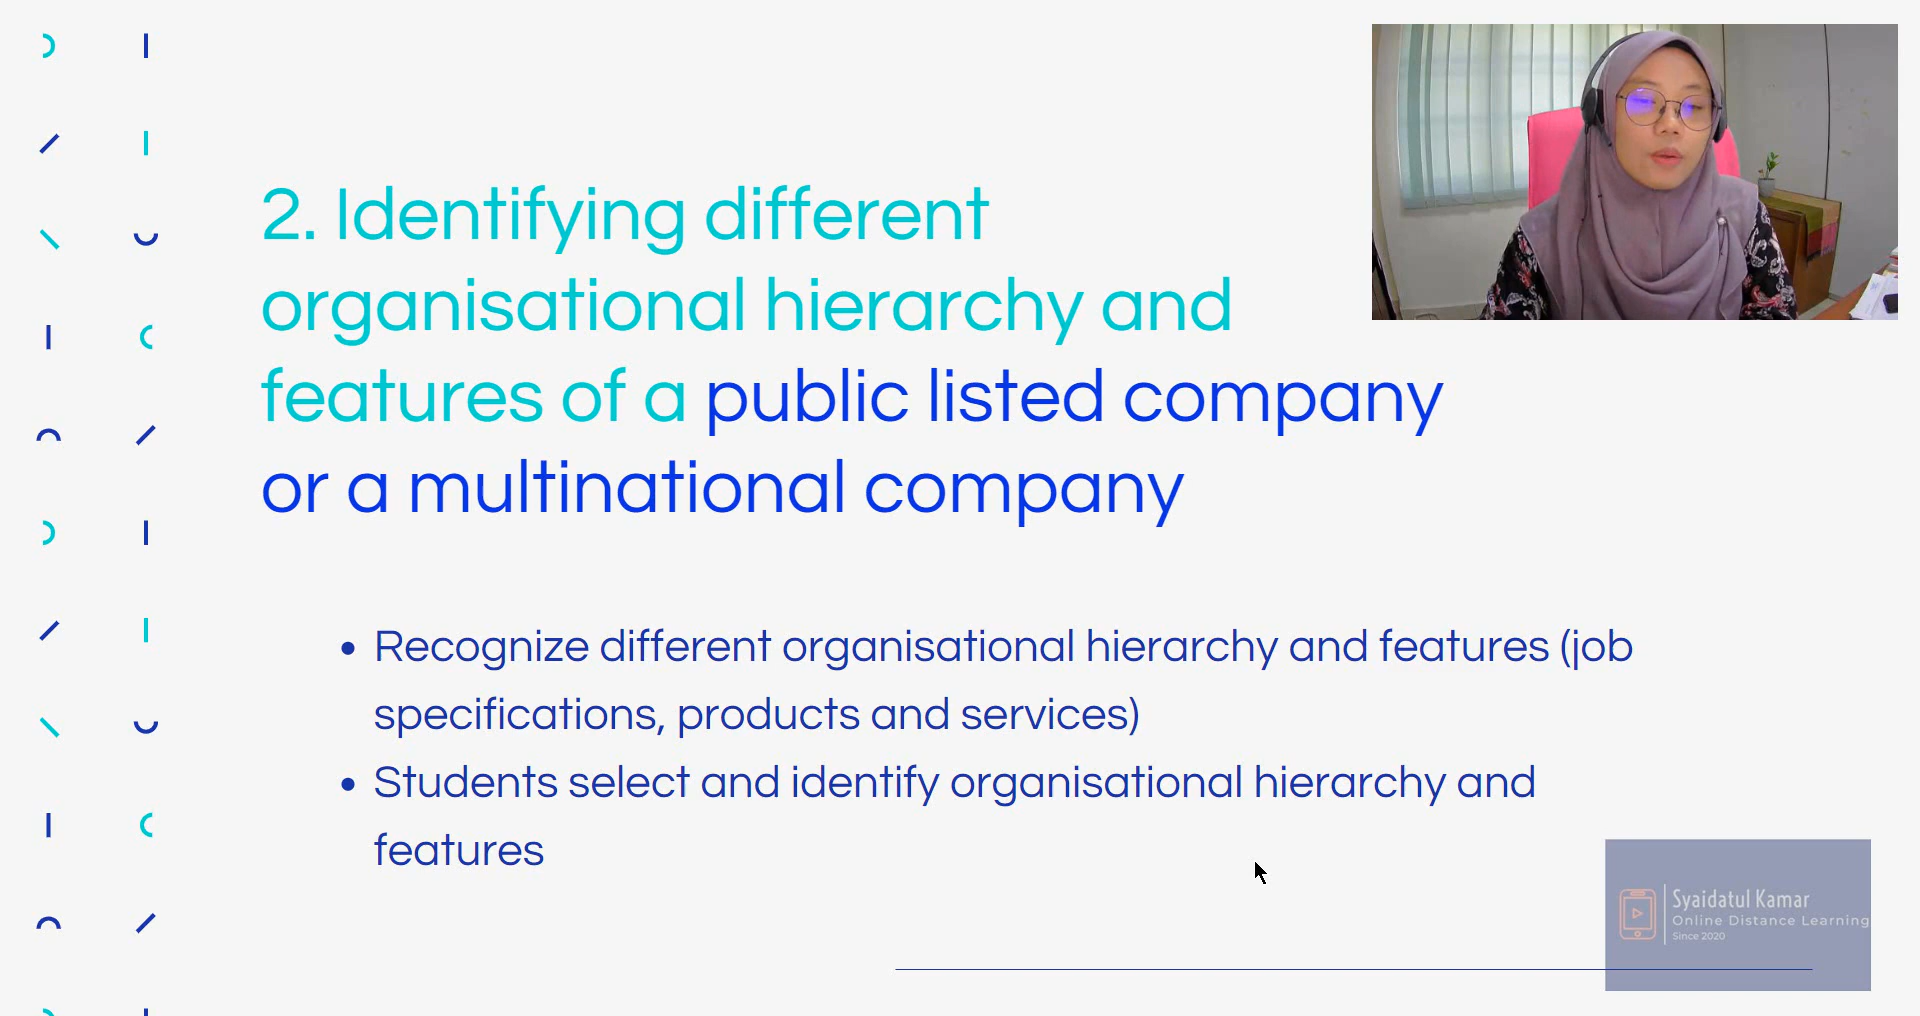 2. Identifying different
organisational hierarchy and
features of a public listed company
or a multinational company
• Recognize different organisational hierarchy and features (job
specifications, products and services)
• Students select and identify organisational hierarchy and
features
Syaidatul Kamar
Online Distance Learning
Since 2020